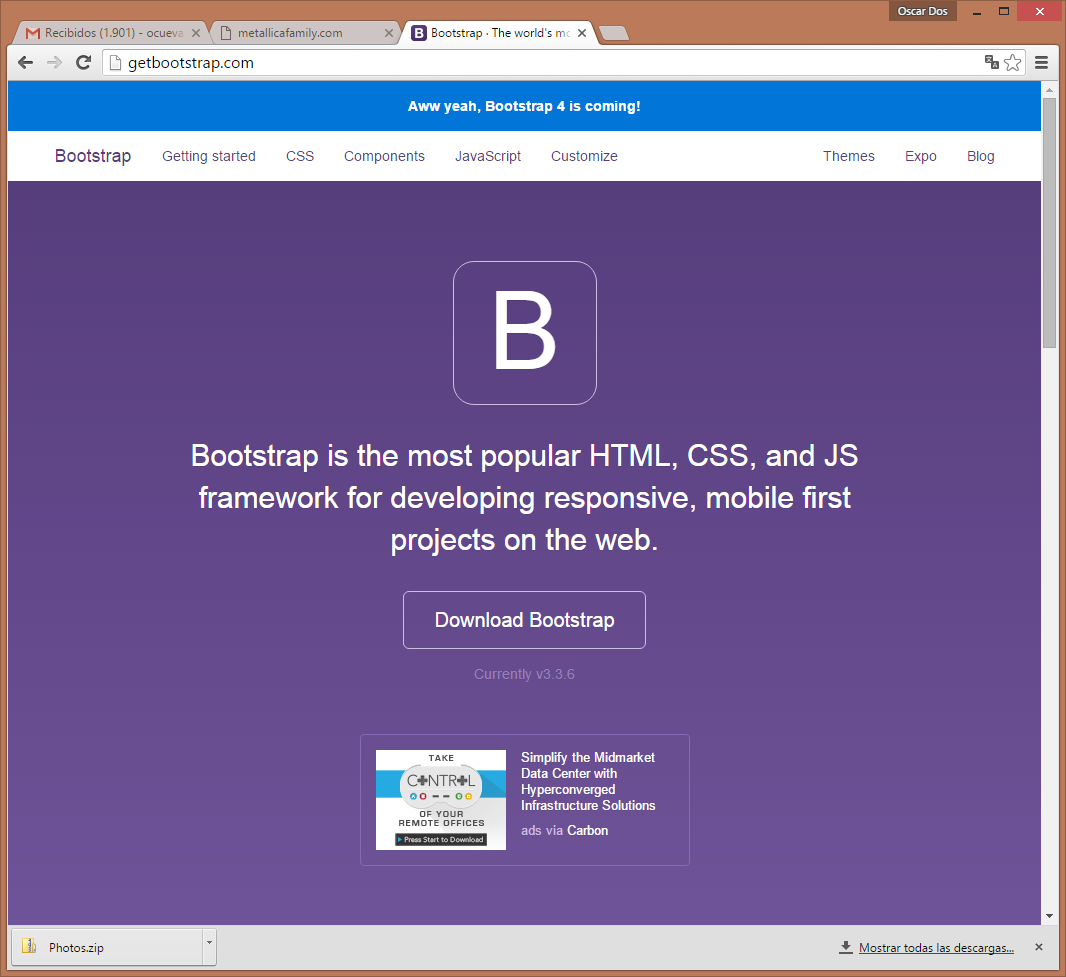 Oscar Dos
Recibidos (1.901) - ocueva
metallicafamily.com
B Bootstrap · The world's mo
getbootstrap.com
Aww yeah, Bootstrap 4 is coming!
Bootstrap Getting started CSS Components JavaScript Customize Themes Expo Blog
B
Bootstrap is the most popular HTML, CSS, and JS
framework for developing responsive, mobile first
projects on the web.
Download Bootstrap
Currently v3.3.6
TAKE
CONTROL
OF YOUR
REMOTE OFFICES
Press Start to Download
Simplify the Midmarket
Data Center with
Hyperconverged
Infrastructure Solutions
ads via Carbon
Photos.zip
Mostrar todas las descargas...